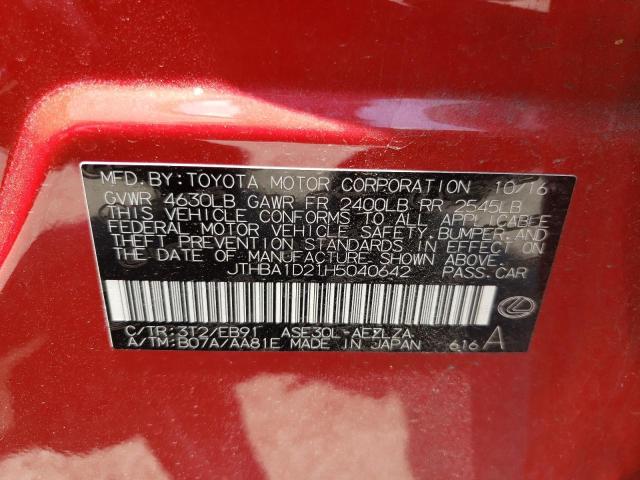 MFD. BY: TOYOTA MOTOR CORPORATION 10/16
GVWR 4630LB GAWR FR 2400LB RR 2545LB
THIS VEHICLE CONFORMS TO ALL APPLICABLE
FEDERAL MOTOR VEHICLE SAFETY, BUMPER, AND
THEFT PREVENTION STANDARDS IN EFFECT ON
THE DATE OF MANUFACTURE SHOWN ABOVE.
JTHBA1D21H5040642 PASS.CAR
C/TR:3T2/EB91 ASE30L-AEZLZA
A/TM:B07A/AA81E MADE IN JAPAN 616 A